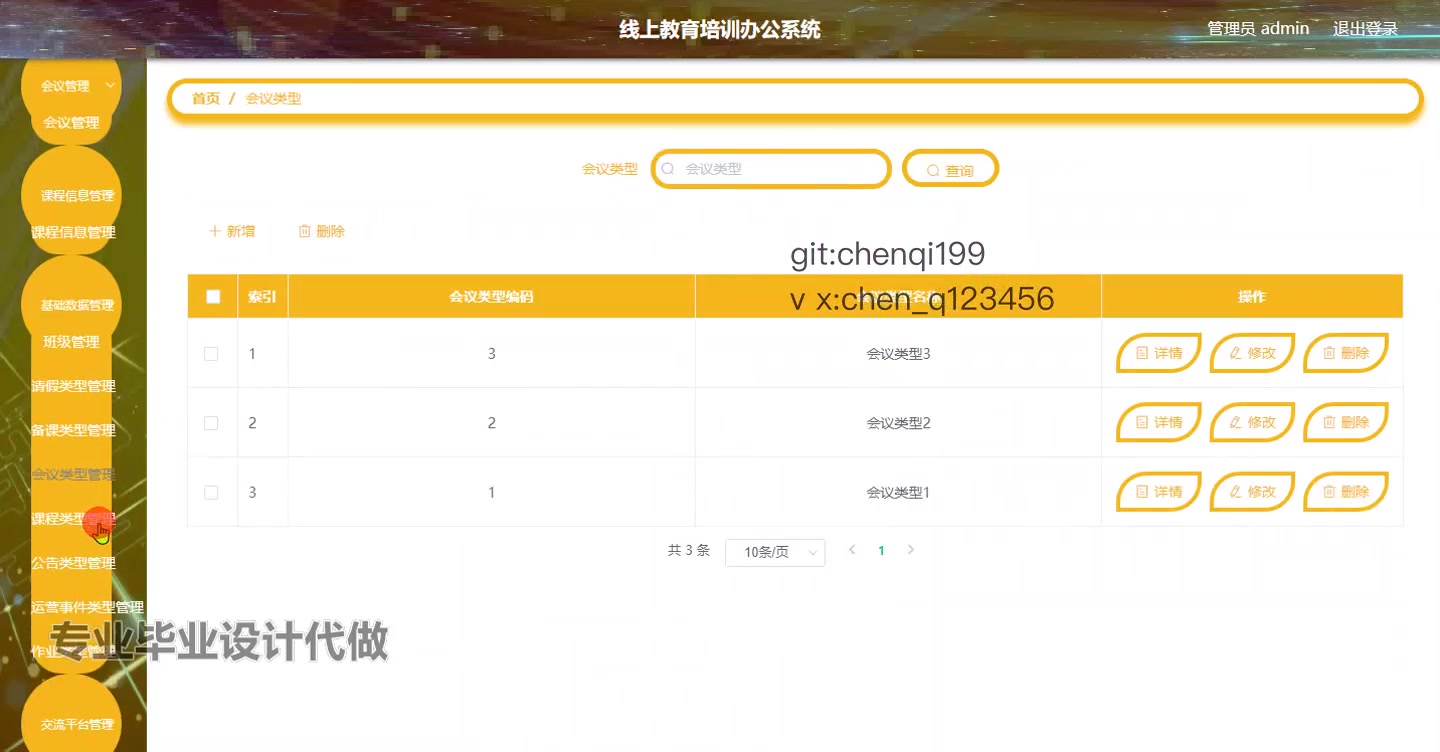 线上教育培训办公系统
管理员 admin
退出登录
会议管理
会议管理
课程信息管理
课程信息管理
基础数据管理
班级管理
请假类型管理
备课类型管理
会议类型管理
课程类型管理
公告类型管理
运营事件类型管理
交流平台管理
首页 / 会议类型
会议类型
会议类型
查询
新增
删除
git:chenqi199
v x:chen_q123456
索引 会议类型编码 操作
1 3 会议类型3 详情 修改 删除
2 2 会议类型2 详情 修改 删除
3 1 会议类型1 详情 修改 删除
共 3 条 10条/页 1
专业毕业设计代做